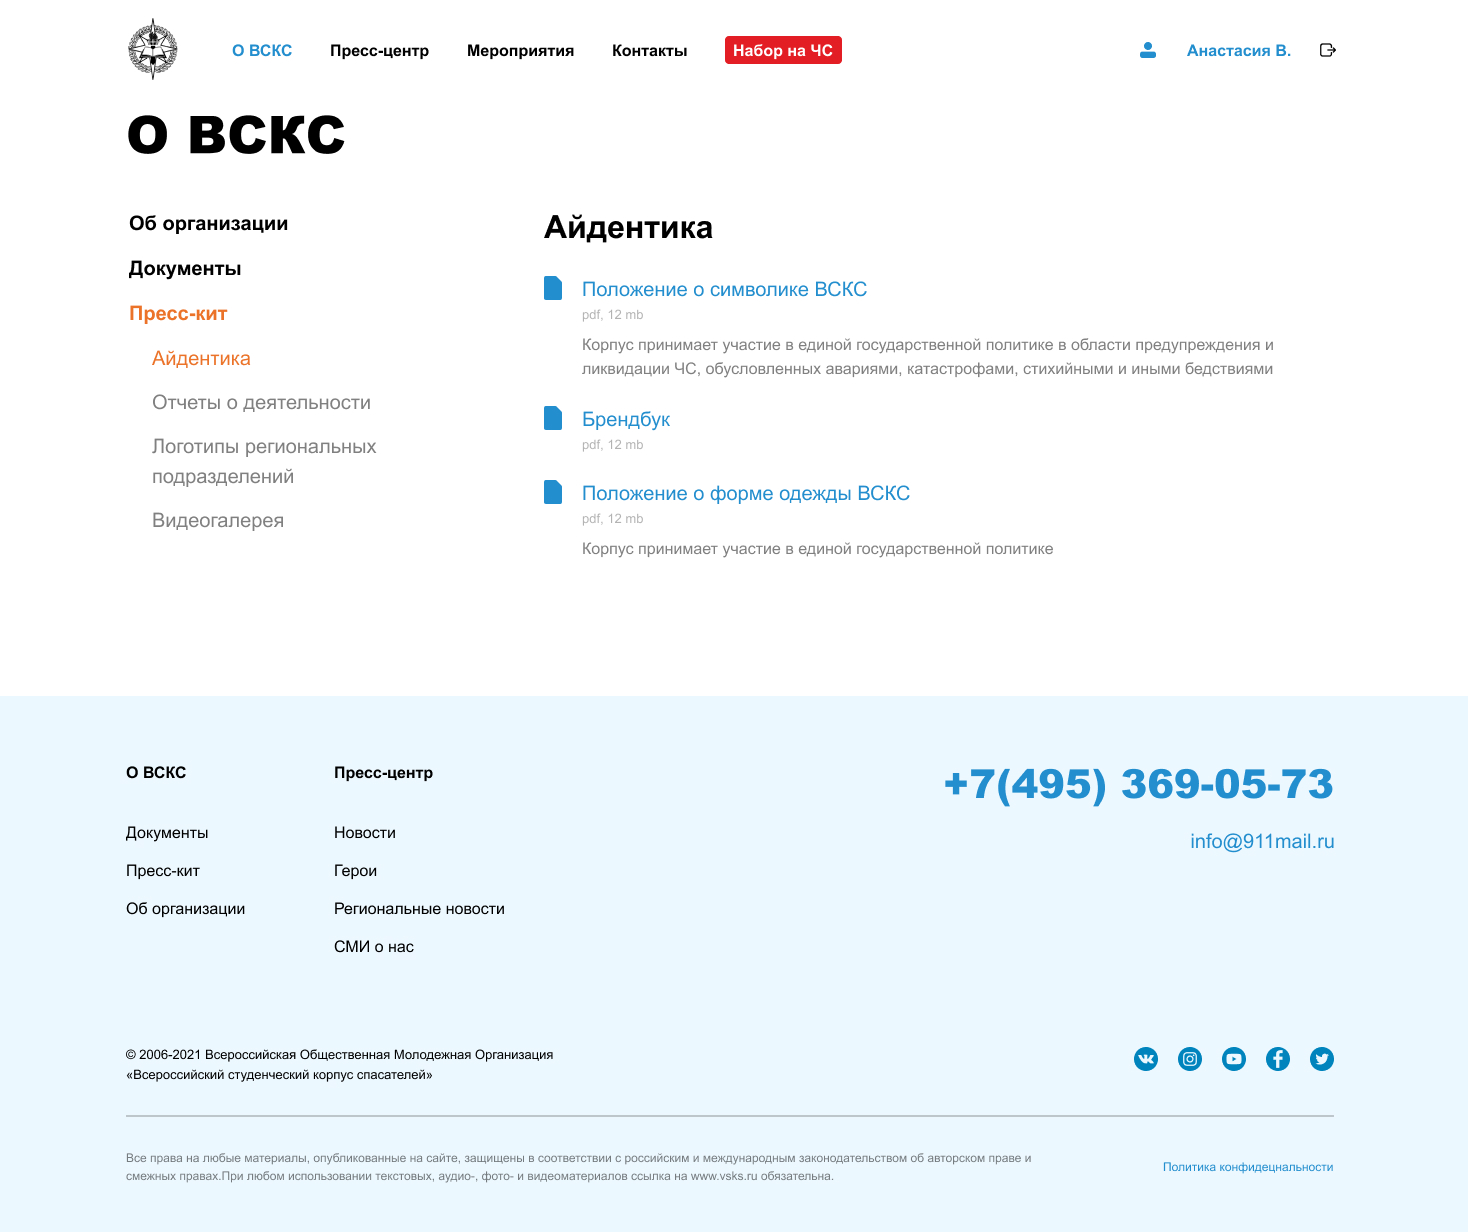 О ВСКС
Пресс-центр
Мероприятия
Контакты
Набор на ЧС
Анастасия В.
О ВСКС
Об организации
Документы
Пресс-кит
Айдентика
Отчеты о деятельности
Логотипы региональных
подразделений
Видеогалерея
Айдентика
Положение о символике ВСКС
pdf, 12 mb
Корпус принимает участие в единой государственной политике в области предупреждения и
ликвидации ЧС, обусловленных авариями, катастрофами, стихийными и иными бедствиями
Брендбук
pdf, 12 mb
Положение о форме одежды ВСКС
pdf, 12 mb
Корпус принимает участие в единой государственной политике
О ВСКС
Документы
Пресс-кит
Об организации
Пресс-центр
Новости
Герои
Региональные новости
СМИ о нас
+7(495) 369-05-73
info@911mail.ru
© 2006-2021 Всероссийская Общественная Молодежная Организация
«Всероссийский студенческий корпус спасателей»
Все права на любые материалы, опубликованные на сайте, защищены в соответствии с российским и международным законодательством об авторском праве и
смежных правах.При любом использовании текстовых, аудио-, фото- и видеоматериалов ссылка на www.vsks.ru обязательна.
Политика конфидецнальности